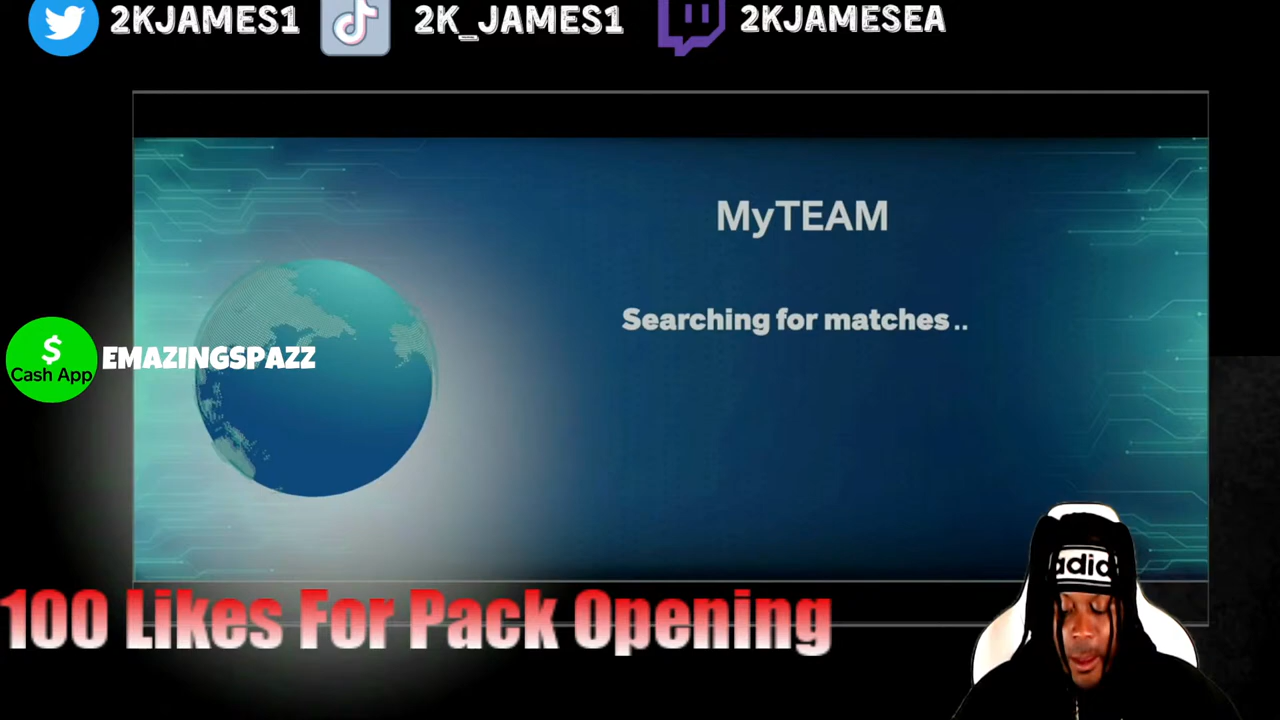 2KJAMES1 2K_JAMES1 2KJAMESEA
MyTEAM
Searching for matches ..
$
Cash App EMAZINGSPAZZ
adid
100 Likes For Pack Opening